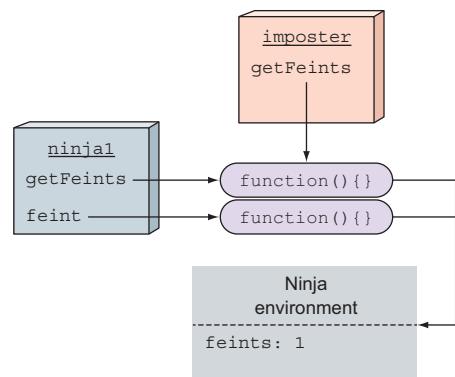 imposter
getFeints
ninja1
getFeints
feint
function(){}
function(){}
Ninja
environment
feints: 1